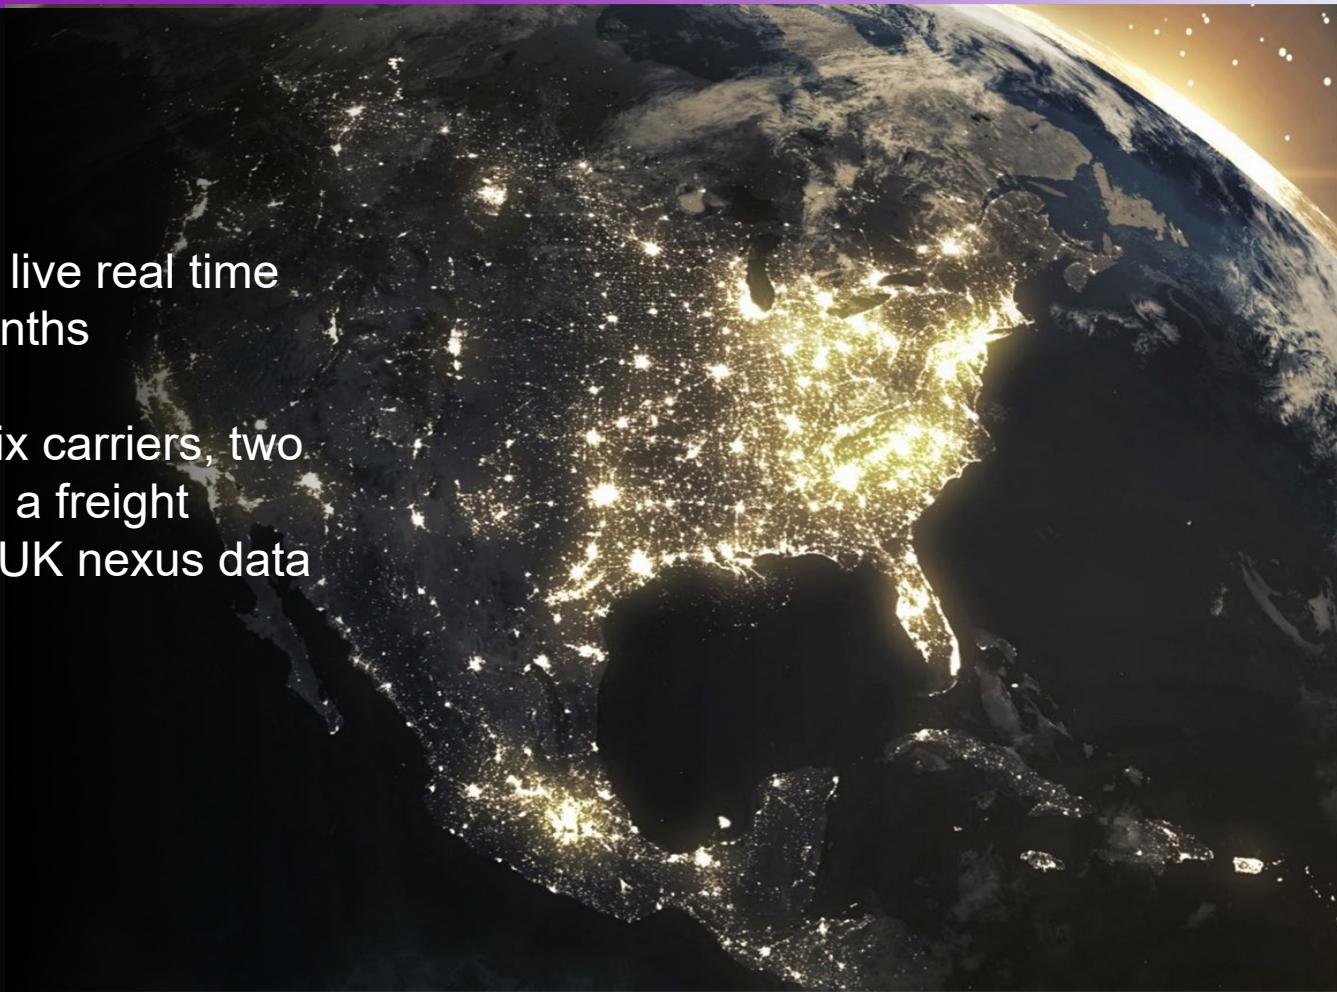 live real time
nths
ix carriers, two
a freight
UK nexus data